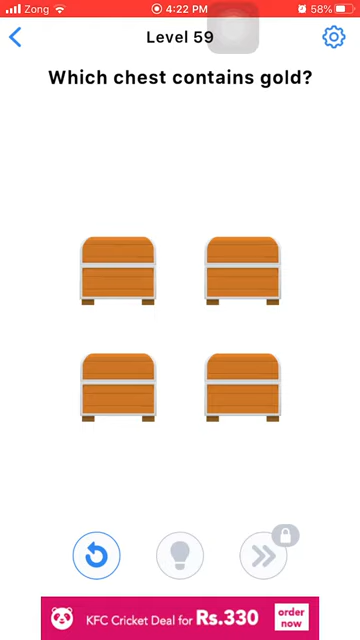 Zong 4:22 PM 58%
Level 59
Which chest contains gold?
KFC Cricket Deal for Rs.330 order now